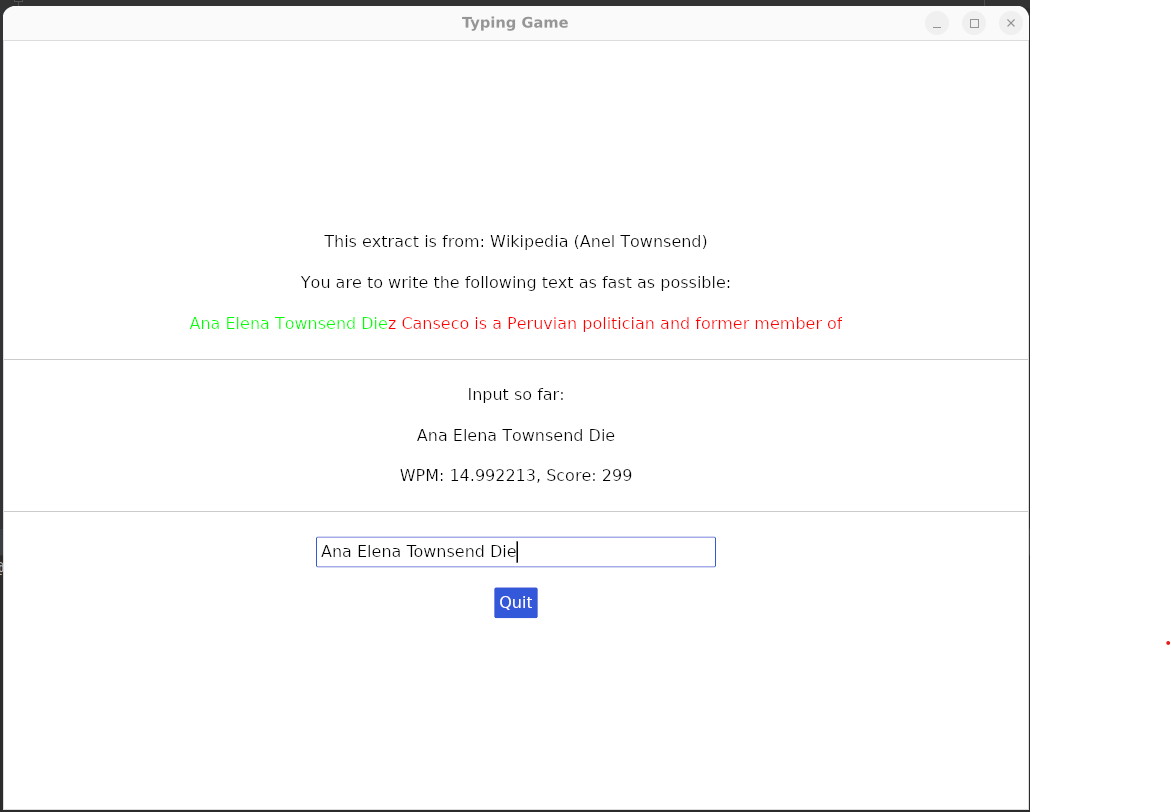 Typing Game
This extract is from: Wikipedia (Anel Townsend)
You are to write the following text as fast as possible:
Ana Elena Townsend Diez Canseco is a Peruvian politician and former member of
Input so far:
Ana Elena Townsend Die
WPM: 14.992213, Score: 299
Ana Elena Townsend Die
Quit